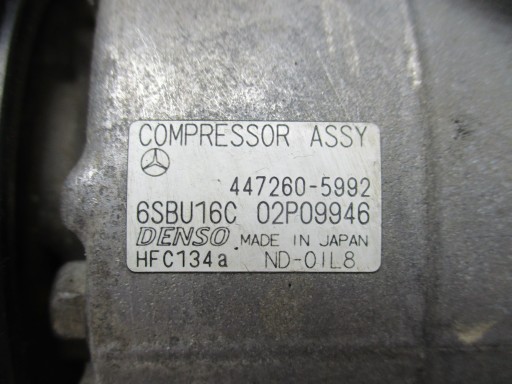 COMPRESSOR ASSY
447260-5992
6SBU16C 02P09946
DENSO MADE IN JAPAN
HFC134a ND-OIL8